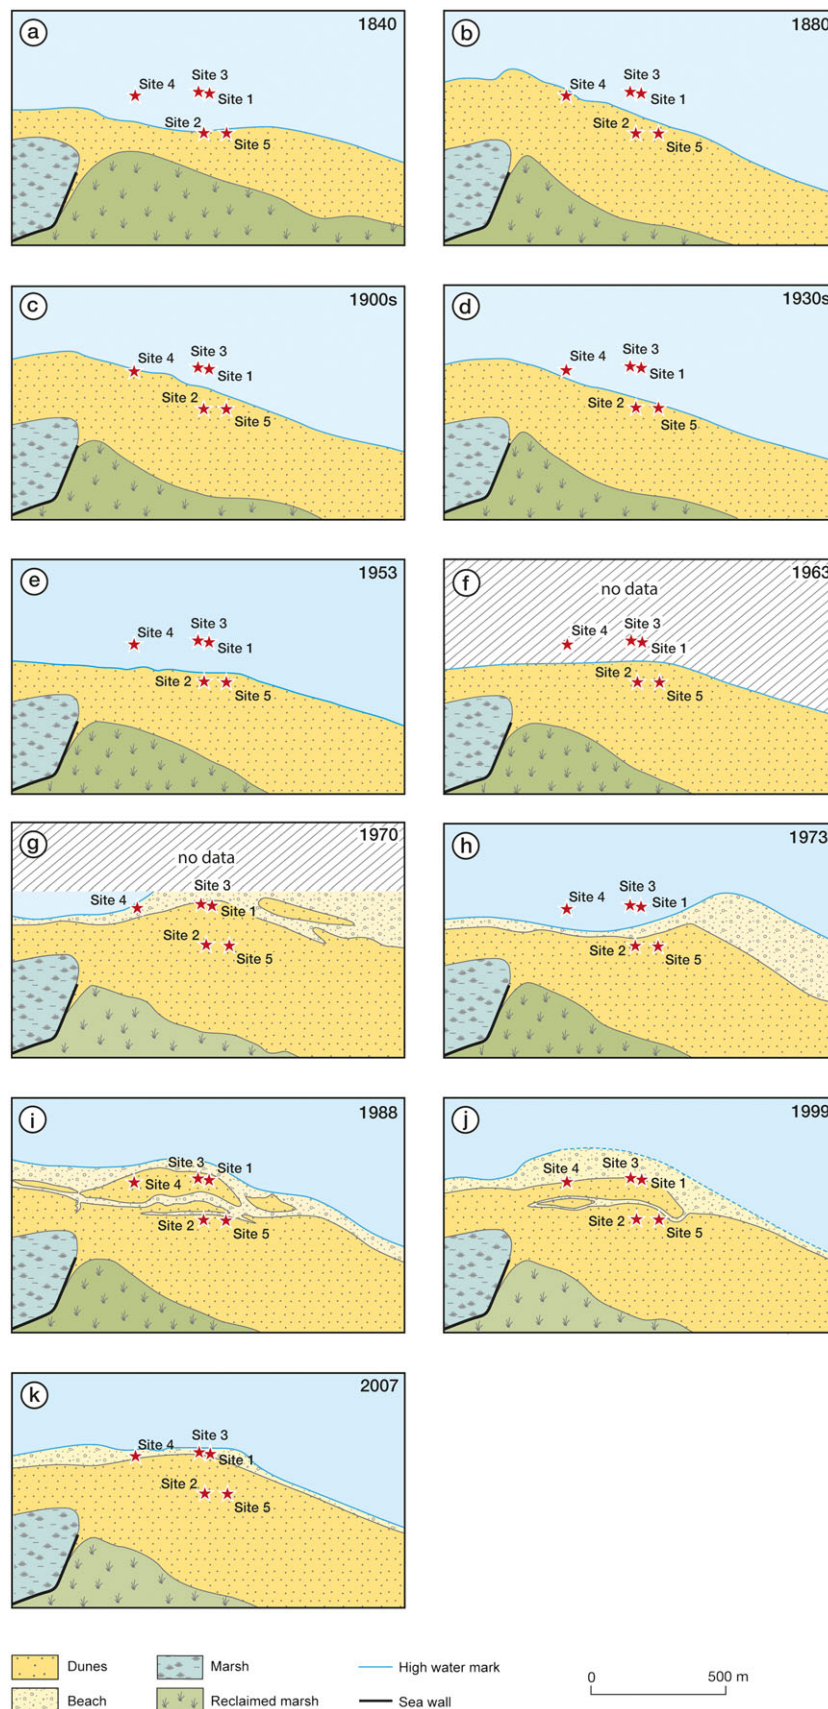 a 1840
Site 3
Site 4
Site 1
Site 2
Site 5
b 1880
Site 3
Site 4
Site 1
Site 2
Site 5
c 1900s
Site 3
Site 4
Site 1
Site 2
Site 5
d 1930s
Site 3
Site 4
Site 1
Site 2
Site 5
e 1953
Site 3
Site 4
Site 1
Site 2
Site 5
f 1963
no data
Site 3
Site 4
Site 1
Site 2
Site 5
g 1970
no data
Site 3
Site 4
Site 1
Site 2
Site 5
h 1973
Site 3
Site 4
Site 1
Site 2
Site 5
i 1988
Site 3
Site 1
Site 4
Site 2
Site 5
j 1999
Site 3
Site 4
Site 1
Site 2
Site 5
k 2007
Site 3
Site 4
Site 1
Site 2
Site 5
Dunes Marsh High water mark 0 500 m
Beach Reclaimed marsh Sea wall